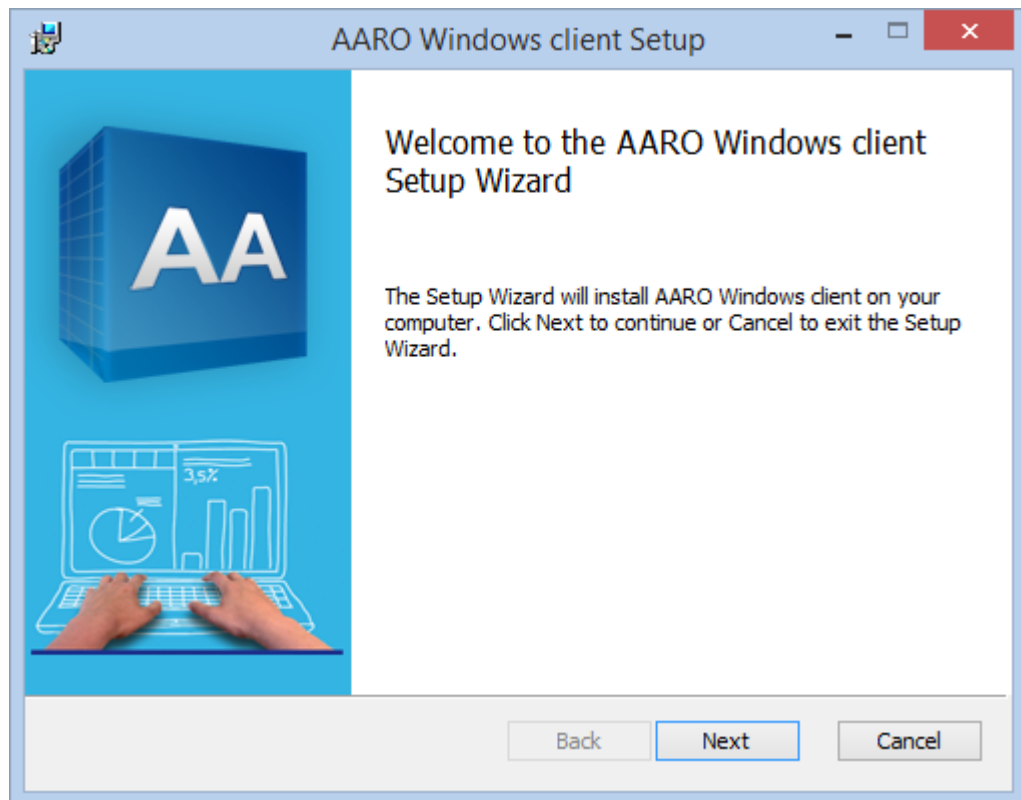 AARO Windows client Setup
Welcome to the AARO Windows client
Setup Wizard
The Setup Wizard will install AARO Windows client on your
computer. Click Next to continue or Cancel to exit the Setup
Wizard.
AA
3,5%
Back
Next
Cancel